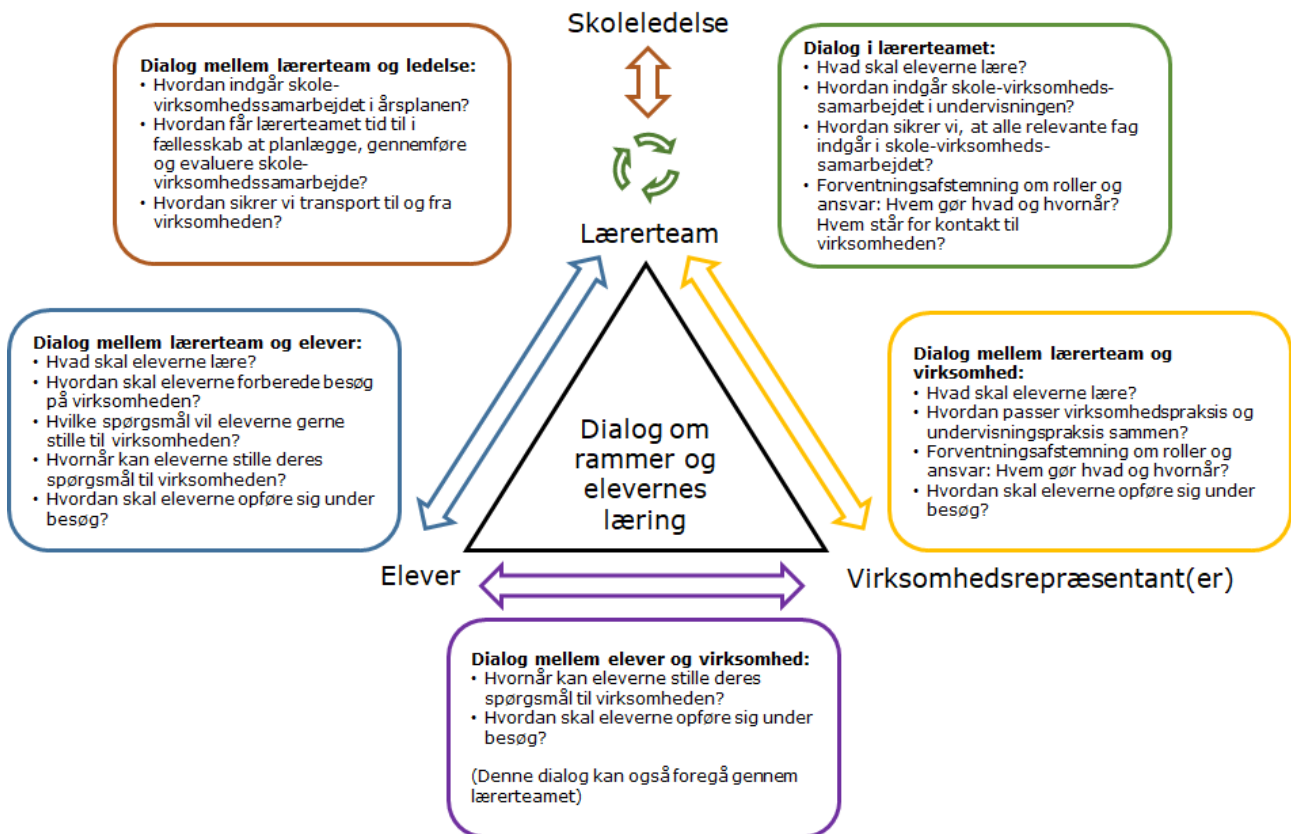 Skoleledelse
Dialog mellem lærerteam og ledelse:
• Hvordan indgår skole-
virksomhedssamarbejdet i årsplanen?
• Hvordan får lærerteamet tid til i
fællesskab at planlægge, gennemføre
og evaluere skole-
virksomhedssamarbejde?
• Hvordan sikrer vi transport til og fra
virksomheden?
Dialog i lærerteamet:
• Hvad skal eleverne lære?
• Hvordan indgår skole-virksomheds-
samarbejdet i undervisningen?
• Hvordan sikrer vi, at alle relevante fag
indgår i skole-virksomheds-
samarbejdet?
• Forventningsafstemning om roller og
ansvar: Hvem gør hvad og hvornår?
Hvem står for kontakt til
virksomheden?
Lærerteam
Dialog mellem lærerteam og elever:
• Hvad skal eleverne lære?
• Hvordan skal eleverne forberede besøg
på virksomheden?
• Hvilke spørgsmål vil eleverne gerne
stille til virksomheden?
• Hvornår kan eleverne stille deres
spørgsmål til virksomheden?
• Hvordan skal eleverne opføre sig under
besøg?
Dialog om
rammer og
elevernes
læring
Dialog mellem lærerteam og
virksomhed:
• Hvad skal eleverne lære?
• Hvordan passer virksomhedspraksis og
undervisningspraksis sammen?
• Forventningsafstemning om roller og
ansvar: Hvem gør hvad og hvornår?
• Hvordan skal eleverne opføre sig under
besøg?
Elever
Virksomhedsrepræsentant(er)
Dialog mellem elever og virksomhed:
• Hvornår kan eleverne stille deres
spørgsmål til virksomheden?
• Hvordan skal eleverne opføre sig under
besøg?
(Denne dialog kan også foregå gennem
lærerteamet)